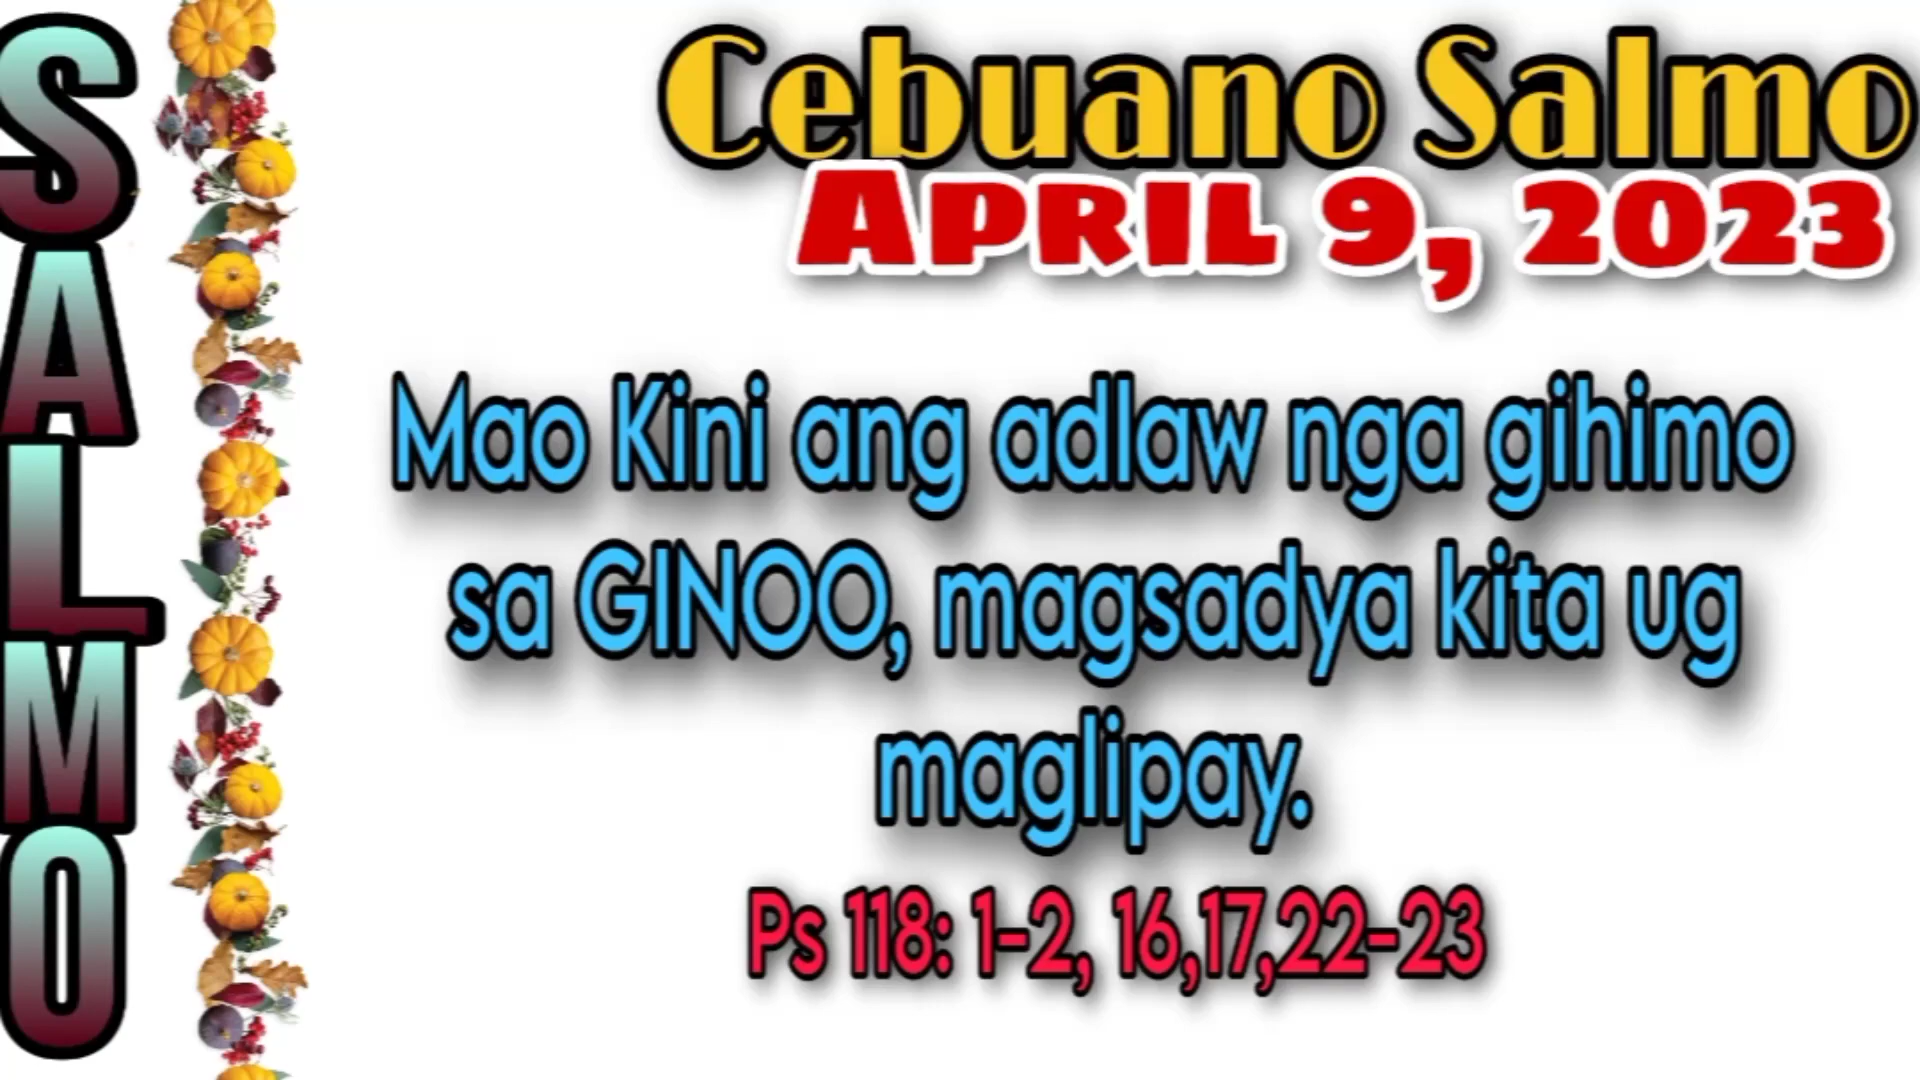 SALMO
Cebuano Salmo
April 9, 2023
Mao Kini ang adlaw nga gihimo
sa GINOO, magsadya kita ug
maglipay.
Ps 118: 1-2, 16,17,22-23